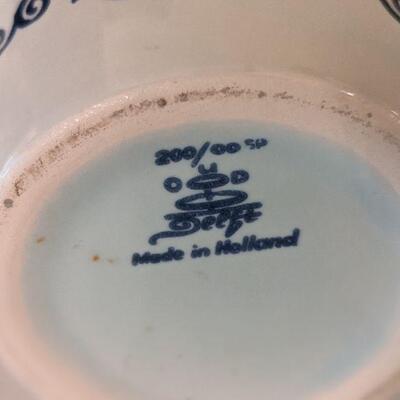 200/00 SP
O U D
Delft
Made in Holland